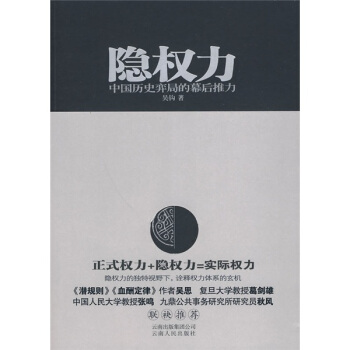 隐权力
中国历史弈局的幕后推力
吴钩 著
正式权力+隐权力=实际权力
隐权力的独特视野下，诠释权力体系的玄机
《潜规则》《血酬定律》作者吴思 复旦大学教授葛剑雄
中国人民大学教授张鸣 九鼎公共事务研究所研究员秋风
联袂推荐
云南出版集团公司
云南人民出版社